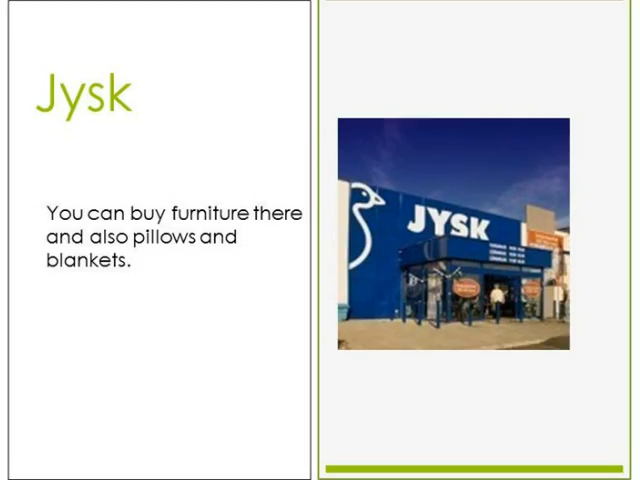 Jysk
You can buy furniture there
and also pillows and
blankets.
JYSK